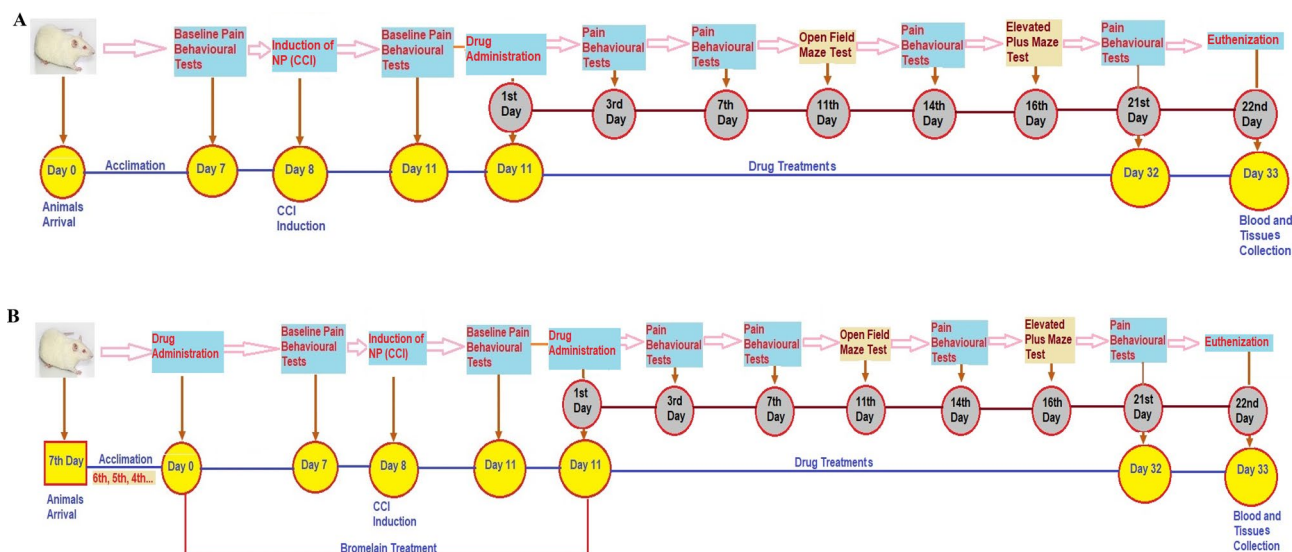 A
Baseline Pain
Behavioural
Tests
Induction of
NP (CCI)
Baseline Pain
Behavioural
Tests
Drug
Administration
Pain
Behavioural
Tests
Pain
Behavioural
Tests
Open Field
Maze Test
Pain
Behavioural
Tests
Elevated
Plus Maze
Test
Pain
Behavioural
Tests
Euthenization
1st
Day
3rd
Day
7th
Day
11th
Day
14th
Day
16th
Day
21st
Day
22nd
Day
Day 0
Acclimation
Day 7
Day 8
Day 11
Day 11
Drug Treatments
Day 32
Day 33
Animals
Arrival
CCI
Induction
Blood and
Tissues
Collection
B
Drug
Administration
Baseline Pain
Behavioural
Tests
Induction of
NP (CCI)
Baseline Pain
Behavioural
Tests
Drug
Administration
Pain
Behavioural
Tests
Pain
Behavioural
Tests
Open Field
Maze Test
Pain
Behavioural
Tests
Elevated
Plus Maze
Test
Pain
Behavioural
Tests
Euthenization
1st
Day
3rd
Day
7th
Day
11th
Day
14th
Day
16th
Day
21st
Day
22nd
Day
7th Day
Acclimation
6th, 5th, 4th...
Day 0
Day 7
Day 8
Day 11
Day 11
Drug Treatments
Day 32
Day 33
Animals
Arrival
CCI
Induction
Blood and
Tissues
Collection
Bromelain Treatment